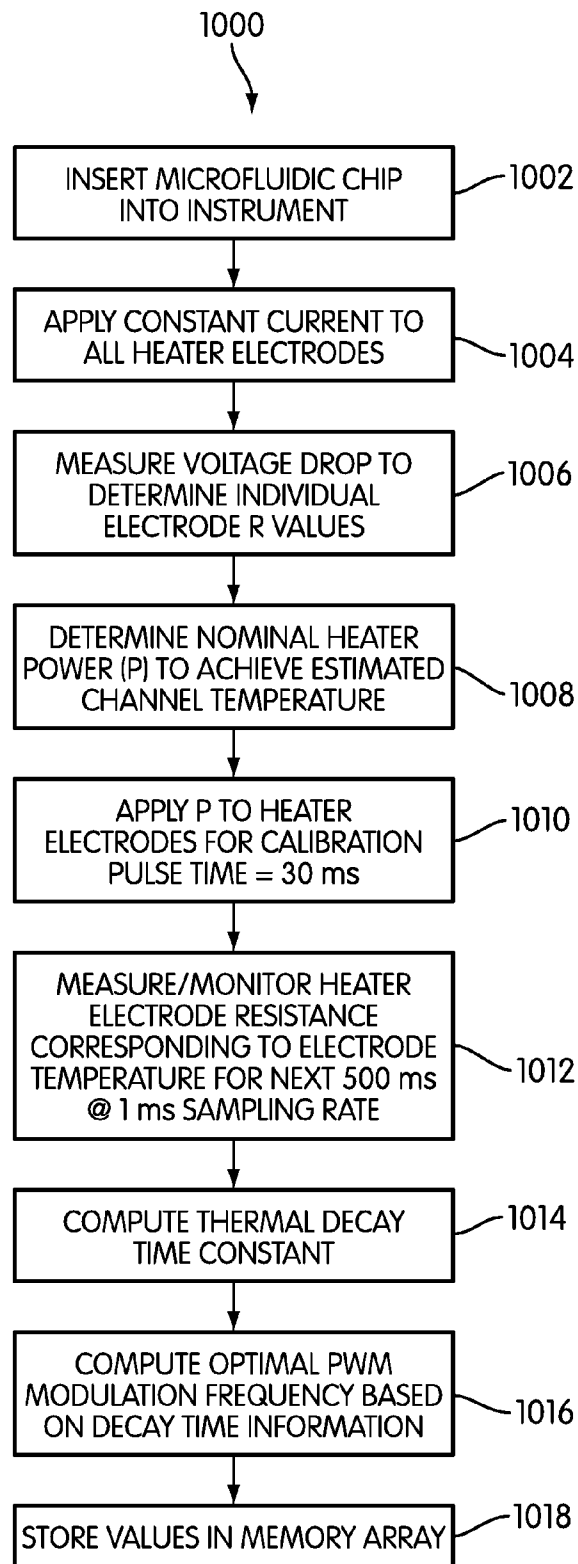 1000
INSERT MICROFLUIDIC CHIP
INTO INSTRUMENT
1002
APPLY CONSTANT CURRENT TO
ALL HEATER ELECTRODES
1004
MEASURE VOLTAGE DROP TO
DETERMINE INDIVIDUAL
ELECTRODE R VALUES
1006
DETERMINE NOMINAL HEATER
POWER (P) TO ACHIEVE ESTIMATED
CHANNEL TEMPERATURE
1008
APPLY P TO HEATER
ELECTRODES FOR CALIBRATION
PULSE TIME = 30 ms
1010
MEASURE/MONITOR HEATER
ELECTRODE RESISTANCE
CORRESPONDING TO ELECTRODE
TEMPERATURE FOR NEXT 500 ms
@ 1 ms SAMPLING RATE
1012
COMPUTE THERMAL DECAY
TIME CONSTANT
1014
COMPUTE OPTIMAL PWM
MODULATION FREQUENCY BASED
ON DECAY TIME INFORMATION
1016
STORE VALUES IN MEMORY ARRAY
1018